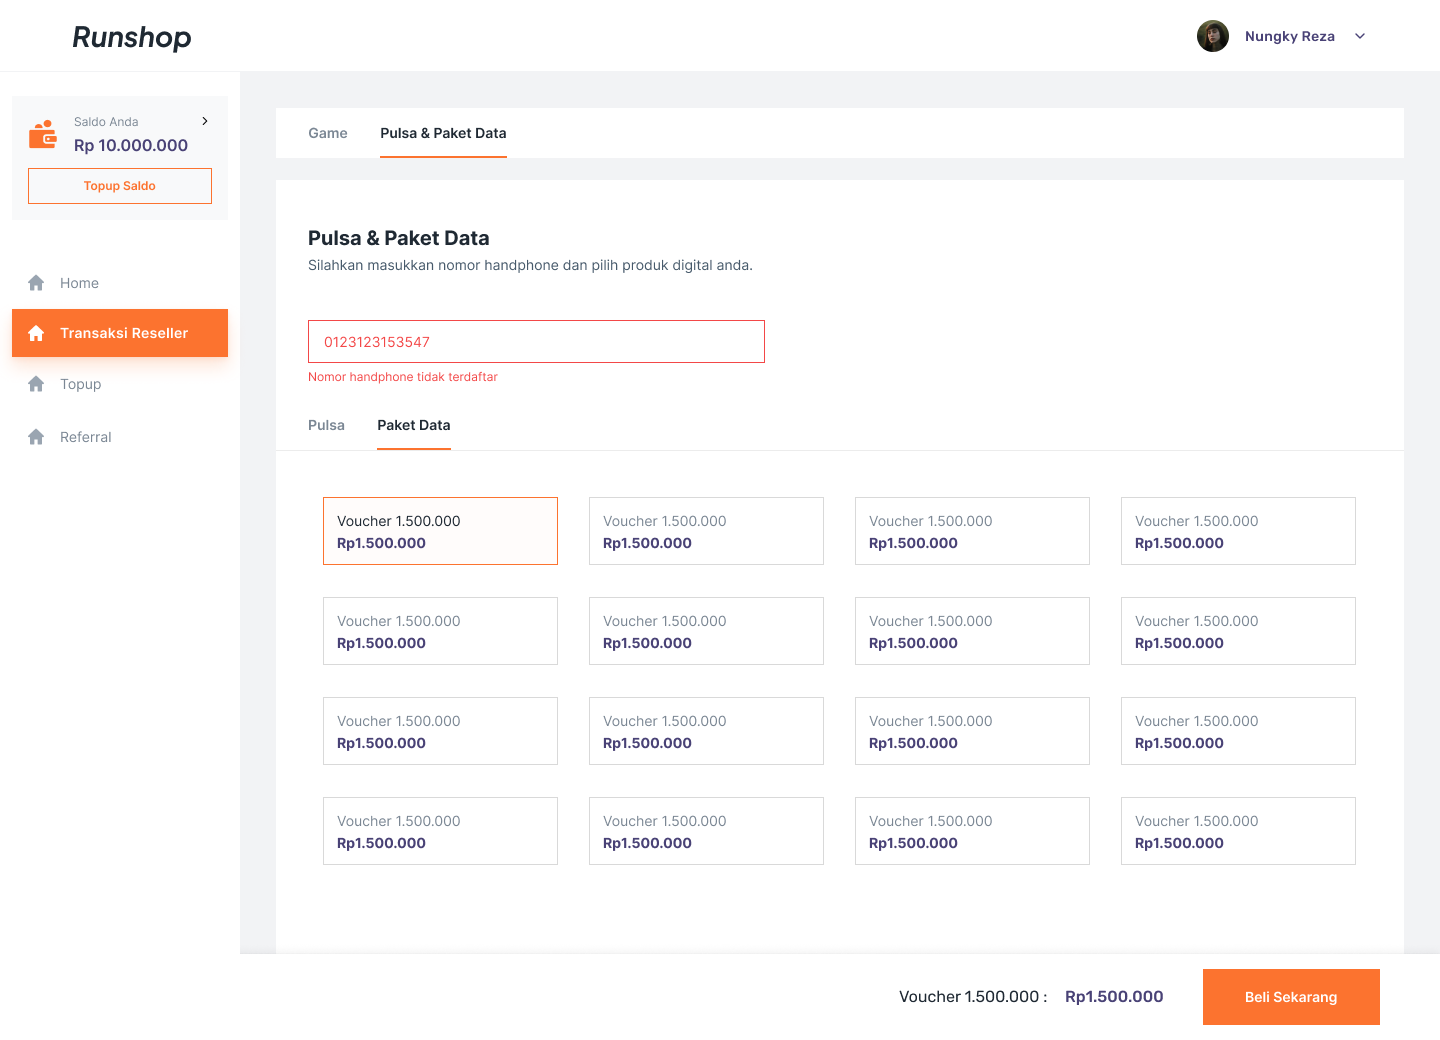 Runshop
Nungky Reza
Saldo Anda
Rp 10.000.000
Topup Saldo
Home
Transaksi Reseller
Topup
Referral
Game Pulsa & Paket Data
Pulsa & Paket Data
Silahkan masukkan nomor handphone dan pilih produk digital anda.
0123123153547
Nomor handphone tidak terdaftar
Pulsa Paket Data
Voucher 1.500.000 Voucher 1.500.000 Voucher 1.500.000 Voucher 1.500.000
Rp1.500.000 Rp1.500.000 Rp1.500.000 Rp1.500.000
Voucher 1.500.000 Voucher 1.500.000 Voucher 1.500.000 Voucher 1.500.000
Rp1.500.000 Rp1.500.000 Rp1.500.000 Rp1.500.000
Voucher 1.500.000 Voucher 1.500.000 Voucher 1.500.000 Voucher 1.500.000
Rp1.500.000 Rp1.500.000 Rp1.500.000 Rp1.500.000
Voucher 1.500.000 Voucher 1.500.000 Voucher 1.500.000 Voucher 1.500.000
Rp1.500.000 Rp1.500.000 Rp1.500.000 Rp1.500.000
Voucher 1.500.000 : Rp1.500.000 Beli Sekarang